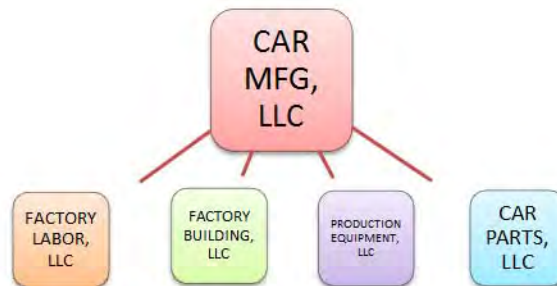 CAR
MFG,
LLC
FACTORY
LABOR,
LLC
FACTORY
BUILDING,
LLC
PRODUCTION
EQUIPMENT,
LLC
CAR
PARTS,
LLC